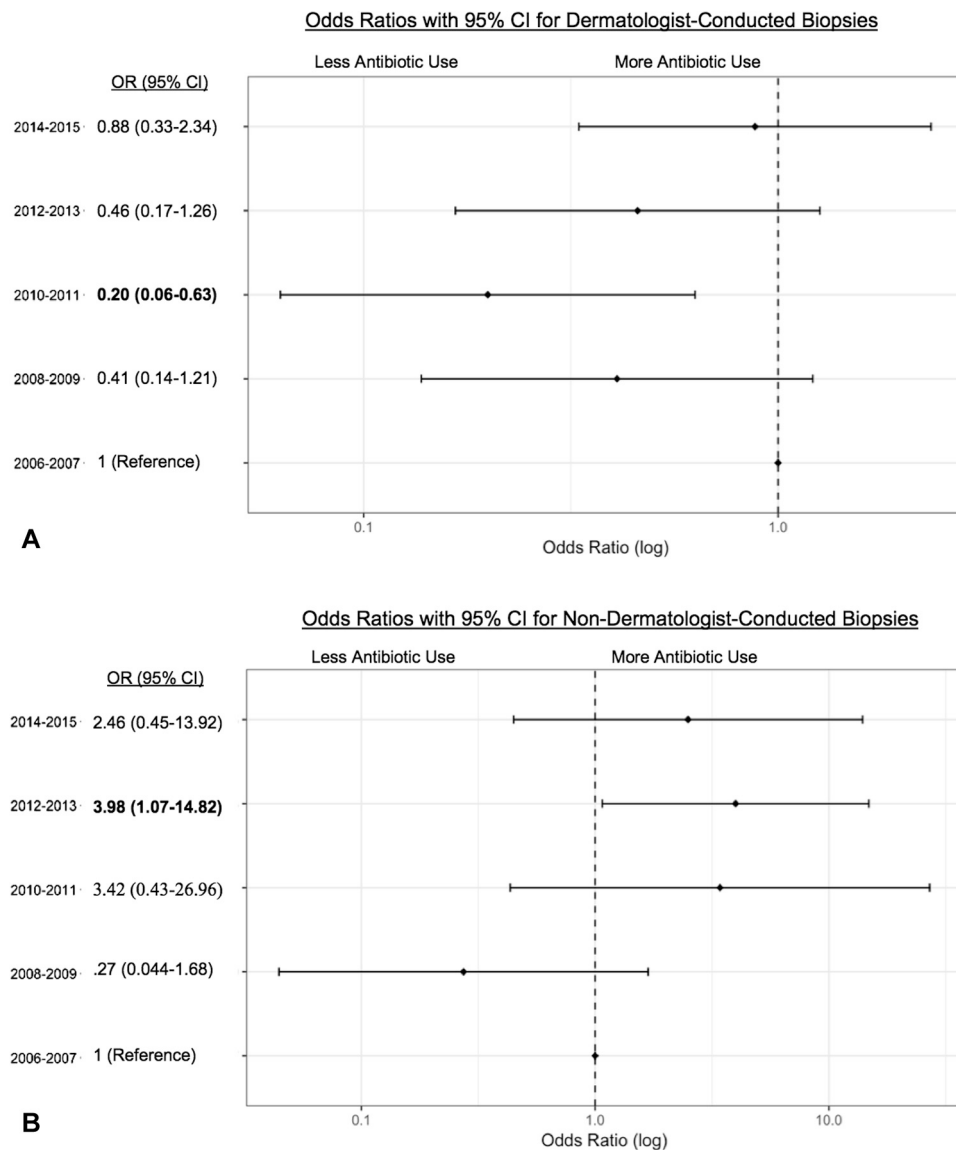 Odds Ratios with 95% CI for Dermatologist-Conducted Biopsies
Less Antibiotic Use More Antibiotic Use
OR (95% CI)
2014-2015 0.88 (0.33-2.34)
2012-2013 0.46 (0.17-1.26)
2010-2011 0.20 (0.06-0.63)
2008-2009 0.41 (0.14-1.21)
2006-2007 1 (Reference)
A
0.1 1.0
Odds Ratio (log)
Odds Ratios with 95% CI for Non-Dermatologist-Conducted Biopsies
Less Antibiotic Use More Antibiotic Use
OR (95% CI)
2014-2015 2.46 (0.45-13.92)
2012-2013 3.98 (1.07-14.82)
2010-2011 3.42 (0.43-26.96)
2008-2009 .27 (0.044-1.68)
2006-2007 1 (Reference)
B
0.1 1.0 10.0
Odds Ratio (log)